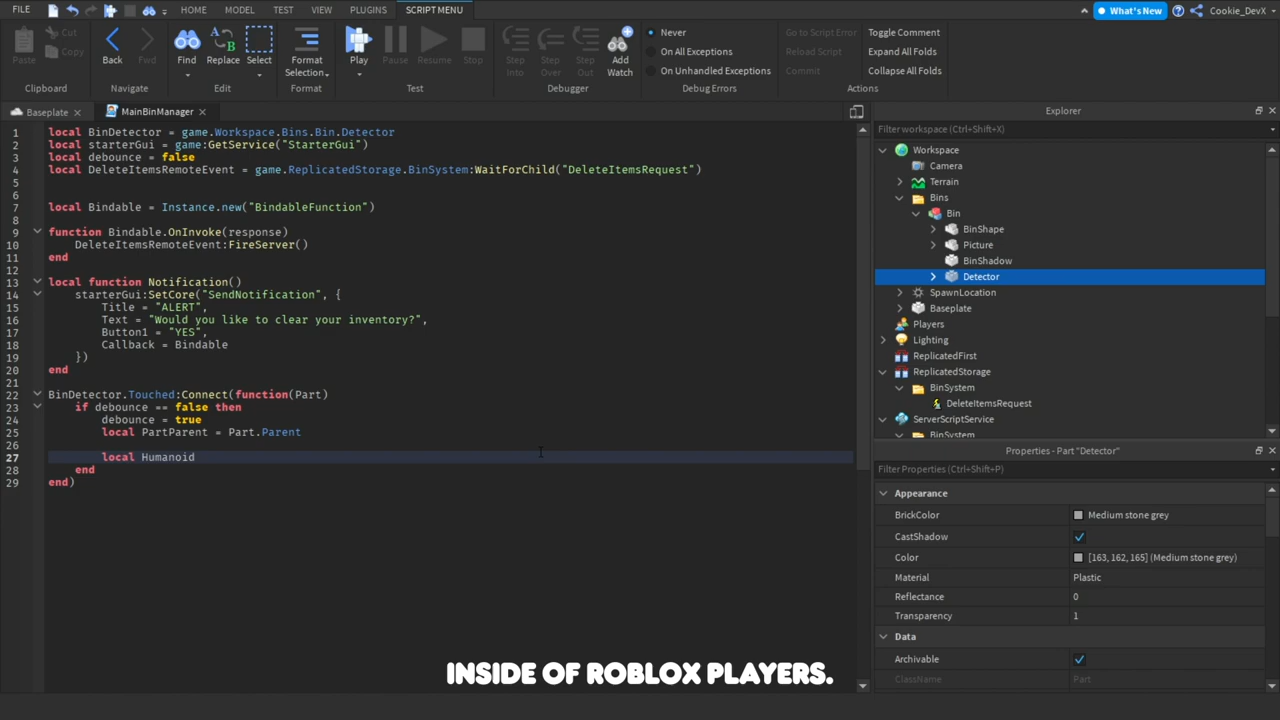 FILE HOME MODEL TEST VIEW PLUGINS SCRIPT MENU What's New Cookie_DevX
Paste Cut Copy
Back Fwd
Find Replace Select
Format Selection
Play Pause Resume Stop
Step Into Step Over Step Out Add Watch
Never
On All Exceptions
On Unhandled Exceptions
Go to Script Error
Reload Script
Commit
Toggle Comment
Expand All Folds
Collapse All Folds
Clipboard Navigate Edit Format Test Debugger Debug Errors Actions
Baseplate MainBinManager
1 local BinDetector = game.Workspace.Bins.Bin.Detector
2 local starterGui = game:GetService("StarterGui")
3 local debounce = false
4 local DeleteItemsRemoteEvent = game.ReplicatedStorage.BinSystem:WaitForChild("DeleteItemsRequest")
5
6
7 local Bindable = Instance.new("BindableFunction")
8
9 function Bindable.OnInvoke(response)
10 DeleteItemsRemoteEvent:FireServer()
11 end
12
13 local function Notification()
14 starterGui:SetCore("SendNotification", {
15 Title = "ALERT",
16 Text = "Would you like to clear your inventory?",
17 Button1 = "YES",
18 Callback = Bindable
19 })
20 end
21
22 BinDetector.Touched:Connect(function(Part)
23 if debounce == false then
24 debounce = true
25 local PartParent = Part.Parent
26
27 local Humanoid
28 end
29 end)
Explorer
Filter workspace (Ctrl+Shift+X)
Workspace
Camera
Terrain
Bins
Bin
BinShape
Picture
BinShadow
Detector
SpawnLocation
Baseplate
Players
Lighting
ReplicatedFirst
ReplicatedStorage
BinSystem
DeleteItemsRequest
ServerScriptService
BinSystem
Properties - Part "Detector"
Filter Properties (Ctrl+Shift+P)
Appearance
BrickColor Medium stone grey
CastShadow
Color [163, 162, 165] (Medium stone grey)
Material Plastic
Reflectance 0
Transparency 1
Data
Archivable
ClassName Part
INSIDE OF ROBLOX PLAYERS.